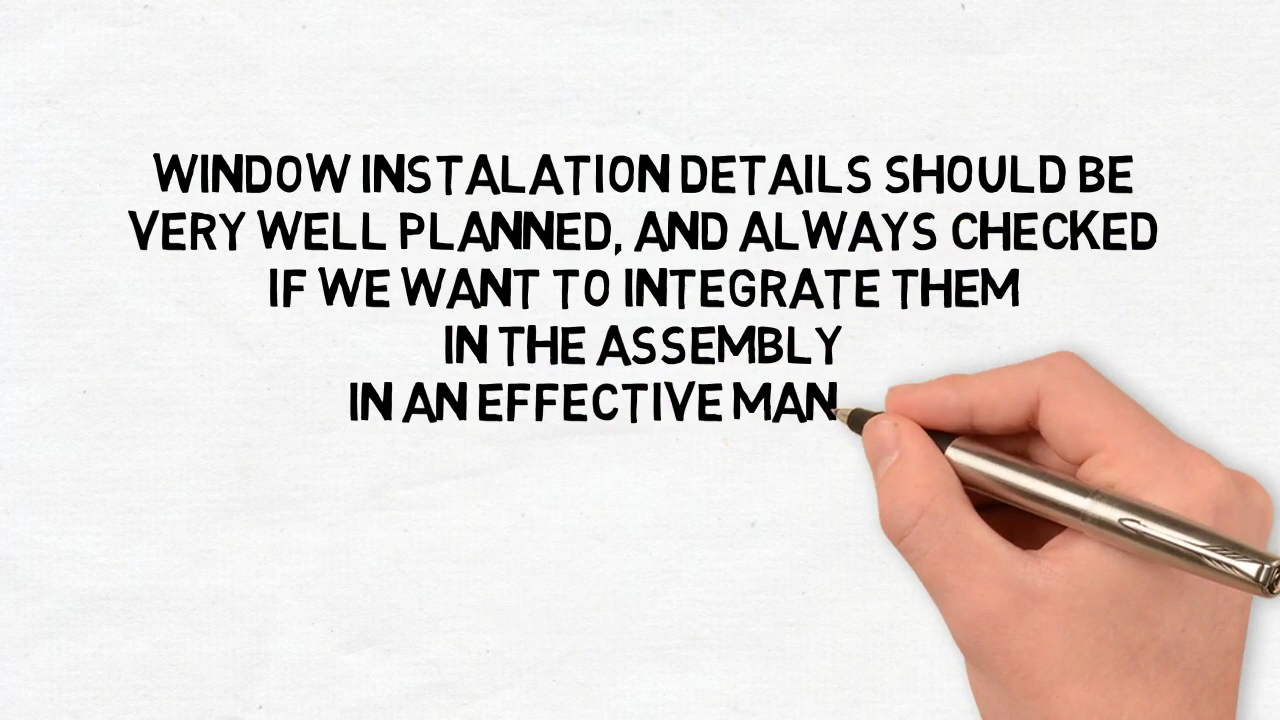 WINDOW INSTALATION DETAILS SHOULD BE
VERY WELL PLANNED, AND ALWAYS CHECKED
IF WE WANT TO INTEGRATE THEM
IN THE ASSEMBLY
IN AN EFFECTIVE MAN